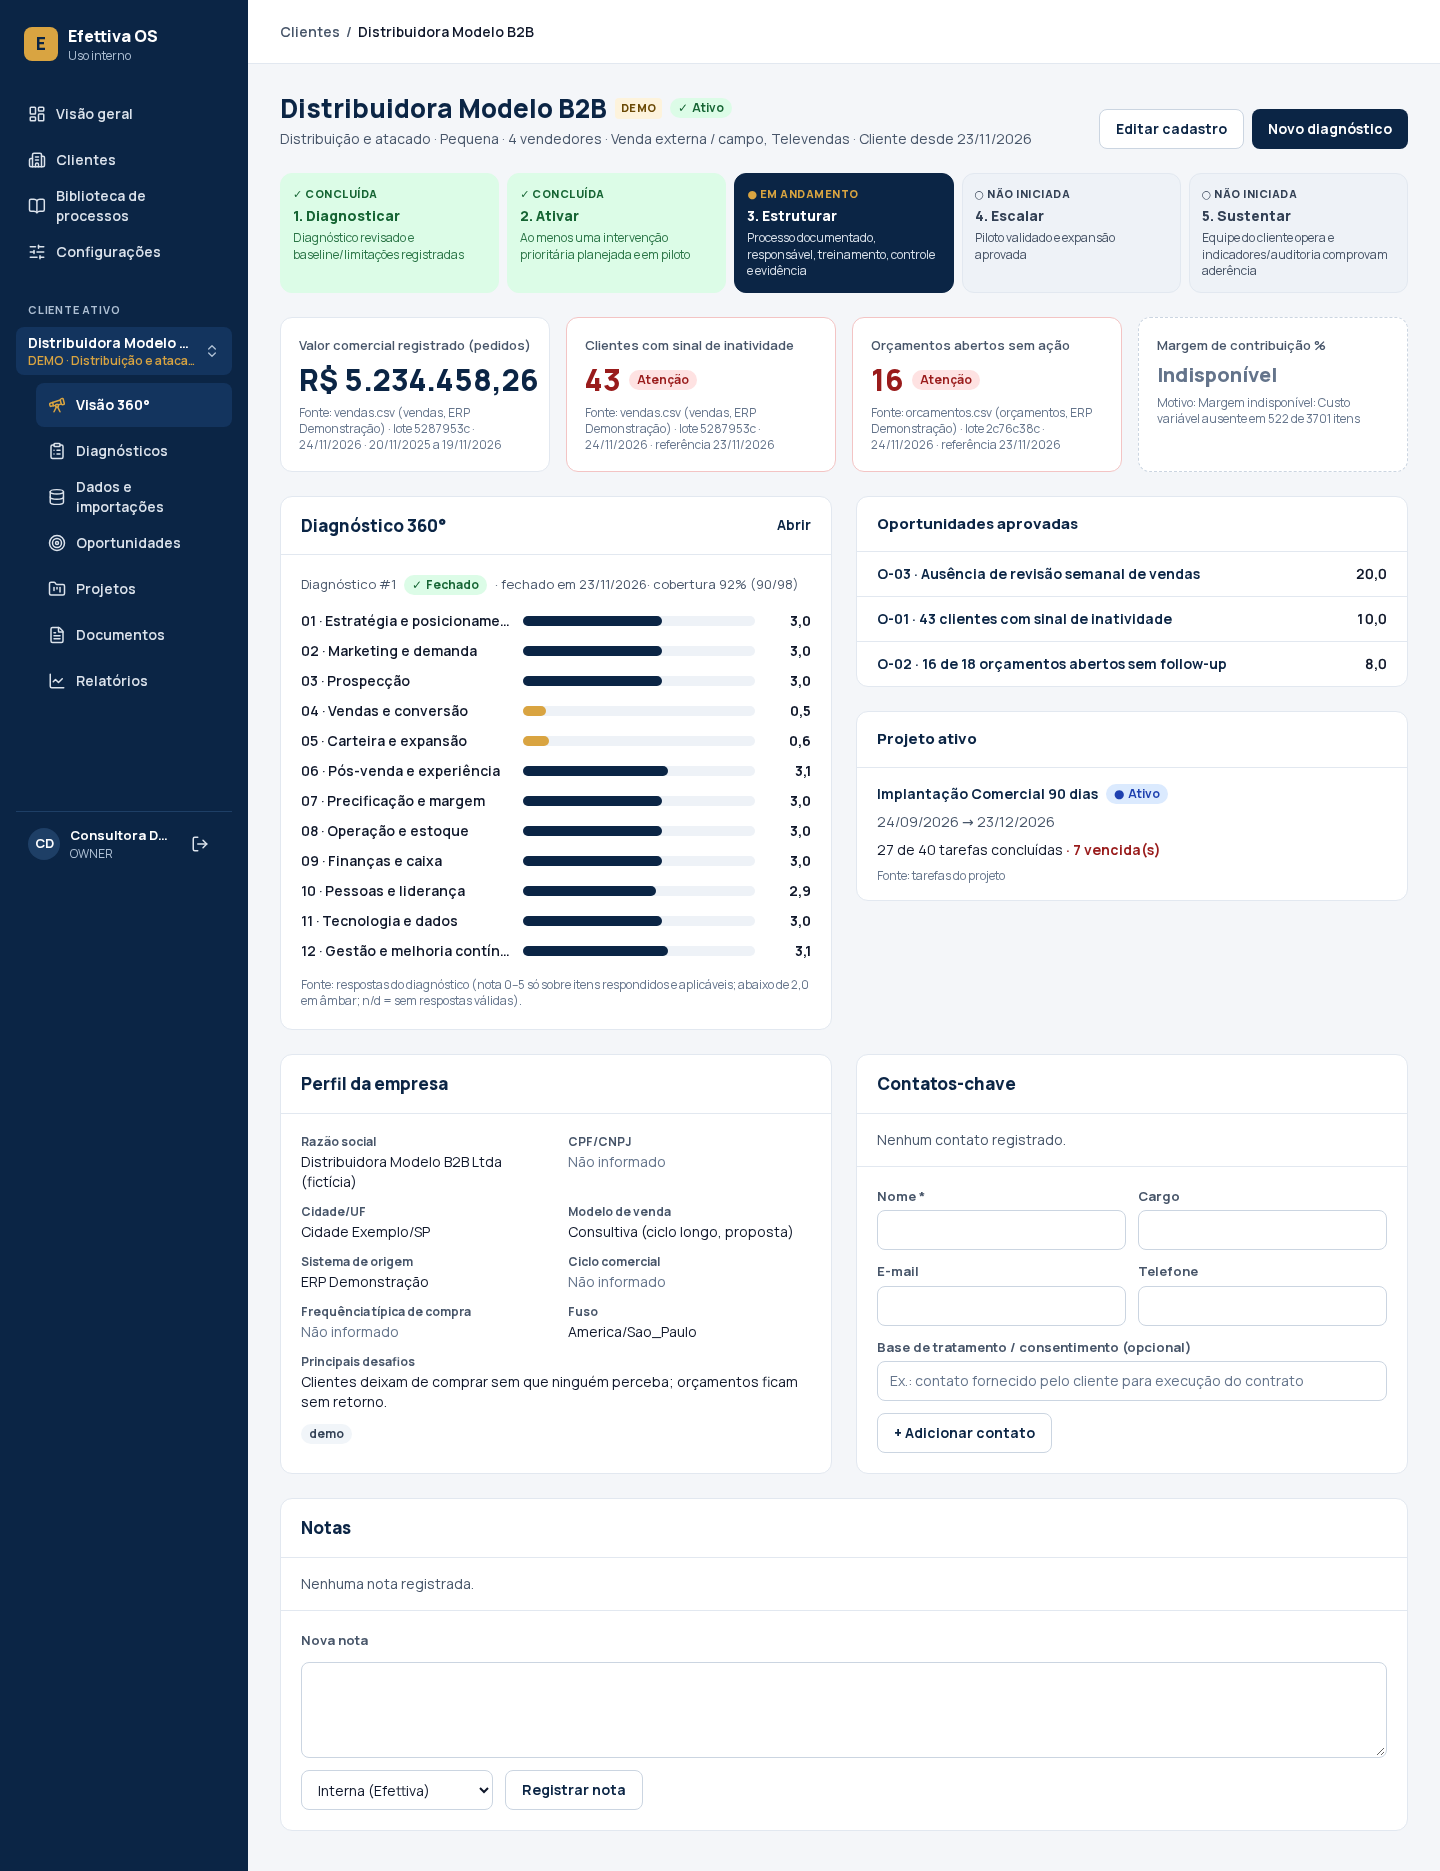 E
Efettiva OS
Uso interno
Visão geral
Clientes
Biblioteca de
processos
Configurações
CLIENTE ATIVO
Distribuidora Modelo ...
DEMO · Distribuição e ataca...
Visão 360°
Diagnósticos
Dados e
importações
Oportunidades
Projetos
Documentos
Relatórios
CD
Consultora D...
OWNER
Clientes / Distribuidora Modelo B2B
Distribuidora Modelo B2B DEMO ✓ Ativo
Distribuição e atacado · Pequena · 4 vendedores · Venda externa / campo, Televendas · Cliente desde 23/11/2026
Editar cadastro
Novo diagnóstico
✓ CONCLUÍDA
1. Diagnosticar
Diagnóstico revisado e
baseline/limitações registradas
✓ CONCLUÍDA
2. Ativar
Ao menos uma intervenção
prioritária planejada e em piloto
● EM ANDAMENTO
3. Estruturar
Processo documentado,
responsável, treinamento, controle
e evidência
○ NÃO INICIADA
4. Escalar
Piloto validado e expansão
aprovada
○ NÃO INICIADA
5. Sustentar
Equipe do cliente opera e
indicadores/auditoria comprovam
aderência
Valor comercial registrado (pedidos)
R$ 5.234.458,26
Fonte: vendas.csv (vendas, ERP
Demonstração) · lote 5287953c ·
24/11/2026 · 20/11/2025 a 19/11/2026
Clientes com sinal de inatividade
43 Atenção
Fonte: vendas.csv (vendas, ERP
Demonstração) · lote 5287953c ·
24/11/2026 · referência 23/11/2026
Orçamentos abertos sem ação
16 Atenção
Fonte: orcamentos.csv (orçamentos, ERP
Demonstração) · lote 2c76c38c ·
24/11/2026 · referência 23/11/2026
Margem de contribuição %
Indisponível
Motivo: Margem indisponível: Custo
variável ausente em 522 de 3701 itens
Diagnóstico 360°
Abrir
Diagnóstico #1 ✓ Fechado · fechado em 23/11/2026 · cobertura 92% (90/98)
01 · Estratégia e posicioname... 3,0
02 · Marketing e demanda 3,0
03 · Prospecção 3,0
04 · Vendas e conversão 0,5
05 · Carteira e expansão 0,6
06 · Pós-venda e experiência 3,1
07 · Precificação e margem 3,0
08 · Operação e estoque 3,0
09 · Finanças e caixa 3,0
10 · Pessoas e liderança 2,9
11 · Tecnologia e dados 3,0
12 · Gestão e melhoria contín... 3,1
Fonte: respostas do diagnóstico (nota 0–5 só sobre itens respondidos e aplicáveis; abaixo de 2,0
em âmbar; n/d = sem respostas válidas).
Oportunidades aprovadas
O-03 · Ausência de revisão semanal de vendas 20,0
O-01 · 43 clientes com sinal de inatividade 10,0
O-02 · 16 de 18 orçamentos abertos sem follow-up 8,0
Projeto ativo
Implantação Comercial 90 dias ● Ativo
24/09/2026 → 23/12/2026
27 de 40 tarefas concluídas · 7 vencida(s)
Fonte: tarefas do projeto
Perfil da empresa
Razão social
Distribuidora Modelo B2B Ltda
(fictícia)
CPF/CNPJ
Não informado
Cidade/UF
Cidade Exemplo/SP
Modelo de venda
Consultiva (ciclo longo, proposta)
Sistema de origem
ERP Demonstração
Ciclo comercial
Não informado
Frequência típica de compra
Não informado
Fuso
America/Sao_Paulo
Principais desafios
Clientes deixam de comprar sem que ninguém perceba; orçamentos ficam
sem retorno.
demo
Contatos-chave
Nenhum contato registrado.
Nome *
Cargo
E-mail
Telefone
Base de tratamento / consentimento (opcional)
Ex.: contato fornecido pelo cliente para execução do contrato
+ Adicionar contato
Notas
Nenhuma nota registrada.
Nova nota
Interna (Efettiva)
Registrar nota